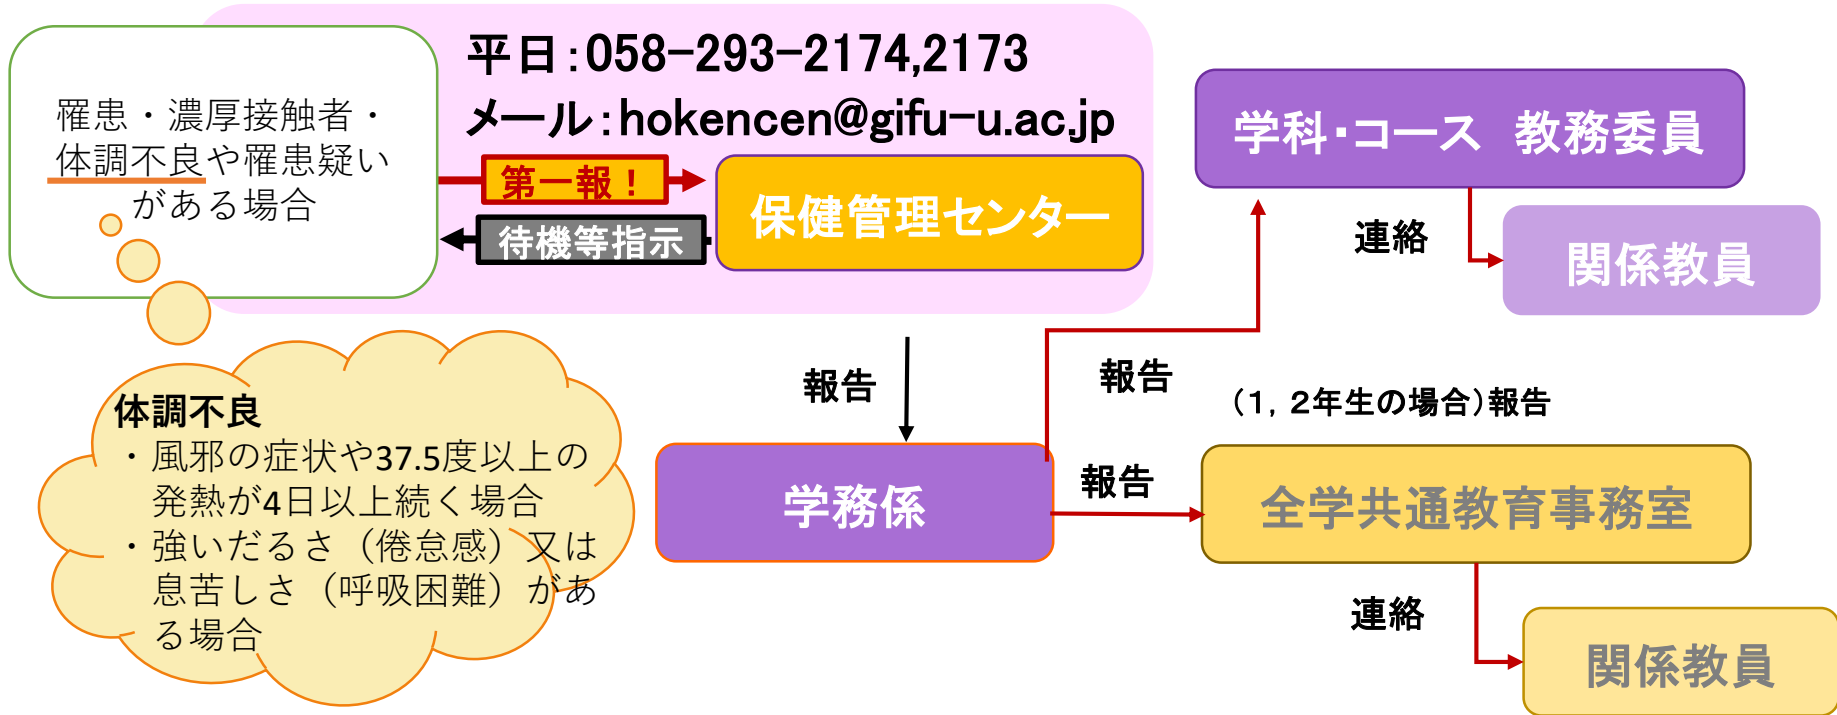 平日：058−293−2174,2173
メール：hokencen@gifu−u.ac.jp
罹患・濃厚接触者・
体調不良や罹患疑い
がある場合
第一報！
待機等指示
保健管理センター
学科・コース　教務委員
連絡
関係教員
報告
報告
（1，2年生の場合）報告
体調不良
・風邪の症状や37.5度以上の
発熱が4日以上続く場合
・強いだるさ（倦怠感）又は
息苦しさ（呼吸困難）があ
る場合
学務係
報告
全学共通教育事務室
連絡
関係教員